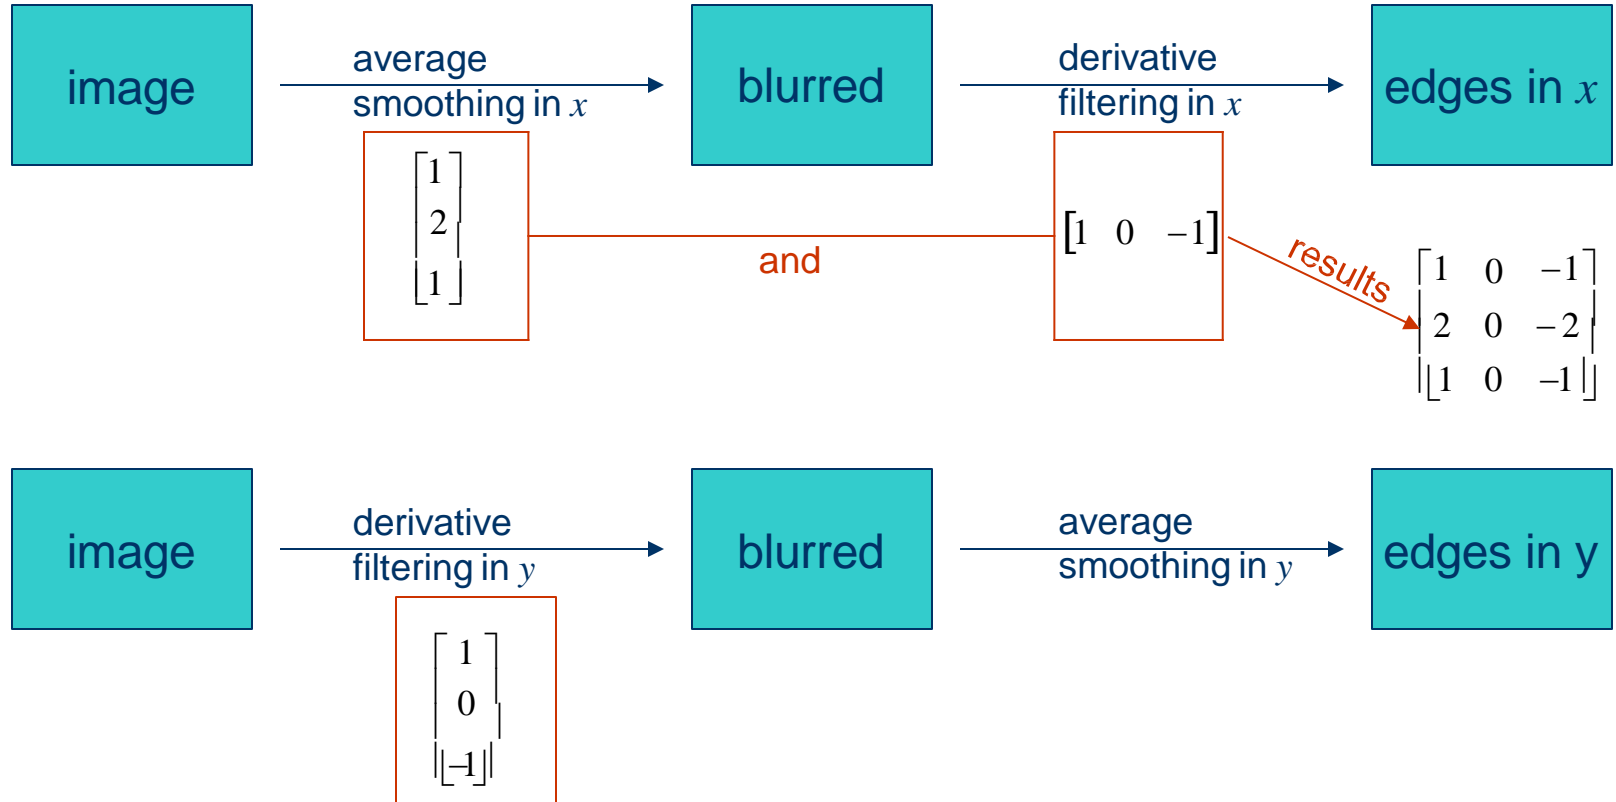 image
average
smoothing in x
blurred
derivative
filtering in x
edges in x
1
2
1
and
[1 0 −1]
results
1 0 −1
2 0 −2
1 0 −1
image
derivative
filtering in y
blurred
average
smoothing in y
edges in y
1
0
−1